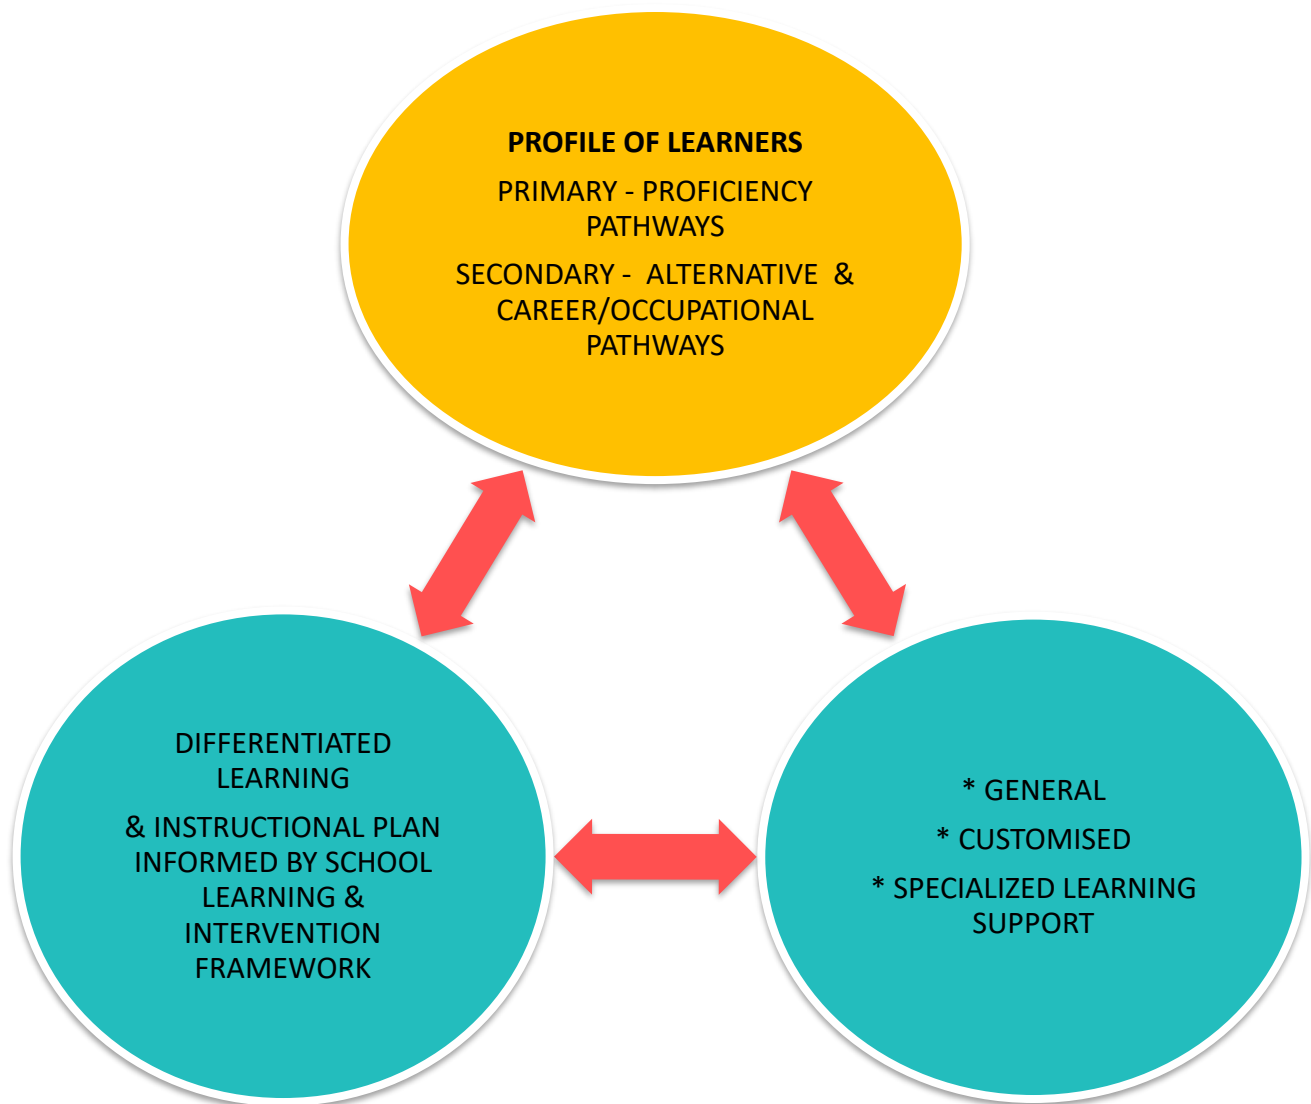 PROFILE OF LEARNERS
PRIMARY - PROFICIENCY
PATHWAYS
SECONDARY -  ALTERNATIVE  &
CAREER/OCCUPATIONAL
PATHWAYS
DIFFERENTIATED
LEARNING
& INSTRUCTIONAL PLAN
INFORMED BY SCHOOL
LEARNING &
INTERVENTION
FRAMEWORK
* GENERAL
* CUSTOMISED
* SPECIALIZED LEARNING
SUPPORT